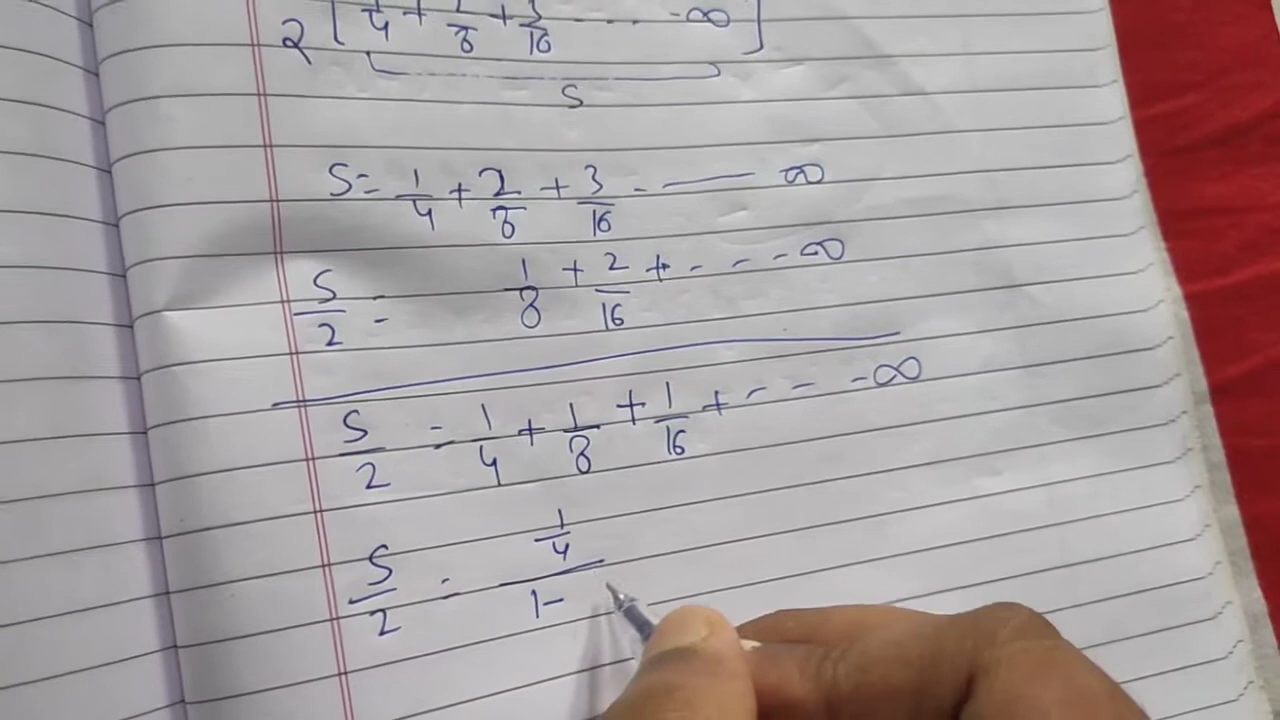 2 [ 1/4 + 2/8 + 3/16 - - - - ∞ ]
S
S = 1/4 + 2/8 + 3/16 - — ∞
S/2 = 1/8 + 2/16 + - - - ∞
S/2 = 1/4 + 1/8 + 1/16 + - - - ∞
S/2 = 1/4 / 1-